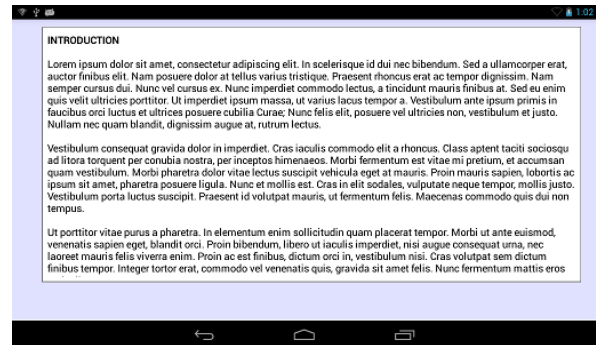 1:02
INTRODUCTION
Lorem ipsum dolor sit amet, consectetur adipiscing elit. In scelerisque id dui nec bibendum. Sed a ullamcorper erat,
auctor finibus elit. Nam posuere dolor at tellus varius tristique. Praesent rhoncus erat ac tempor dignissim. Nam
semper cursus dui. Nunc vel cursus ex. Nunc imperdiet commodo lectus, a tincidunt mauris finibus at. Sed eu enim
quis velit ultricies porttitor. Ut imperdiet ipsum massa, ut varius lacus tempor a. Vestibulum ante ipsum primis in
faucibus orci luctus et ultrices posuere cubilia Curae; Nunc felis elit, posuere vel ultricies non, vestibulum et justo.
Nullam nec quam blandit, dignissim augue at, rutrum lectus.
Vestibulum consequat gravida dolor in imperdiet. Cras iaculis commodo elit a rhoncus. Class aptent taciti sociosqu
ad litora torquent per conubia nostra, per inceptos himenaeos. Morbi fermentum est vitae mi pretium, et accumsan
quam vestibulum. Morbi pharetra dolor vitae lectus suscipit vehicula eget at mauris. Proin mauris sapien, lobortis ac
ipsum sit amet, pharetra posuere ligula. Nunc et mollis est. Cras in elit sodales, vulputate neque tempor, mollis justo.
Vestibulum porta luctus suscipit. Praesent id volutpat mauris, ut fermentum felis. Maecenas commodo quis dui non
tempus.
Ut porttitor vitae purus a pharetra. In elementum enim sollicitudin quam placerat tempor. Morbi ut ante euismod,
venenatis sapien eget, blandit orci. Proin bibendum, libero ut iaculis imperdiet, nisi augue consequat urna, nec
laoreet mauris felis viverra enim. Proin ac est finibus, dictum orci in, vestibulum nisi. Cras volutpat sem dictum
finibus tempor. Integer tortor erat, commodo vel venenatis quis, gravida sit amet felis. Nunc fermentum mattis eros